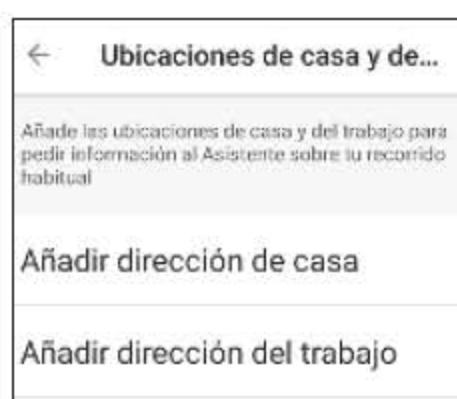 ← Ubicaciones de casa y de...
Añade las ubicaciones de casa y del trabajo para
pedir información al Asistente sobre tu recorrido
habitual
Añadir dirección de casa
Añadir dirección del trabajo